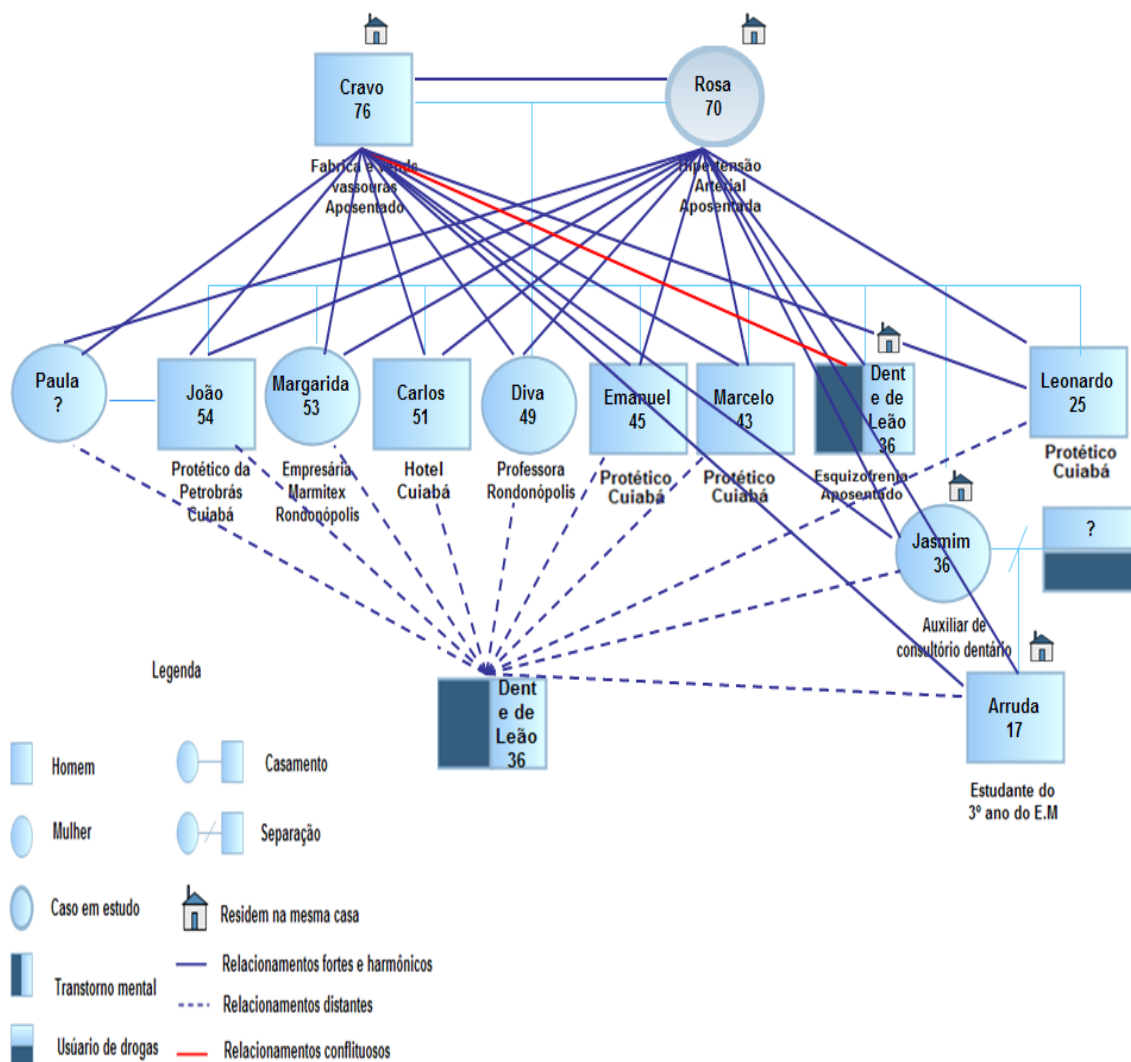 Cravo
76
Rosa
70
Fabrica e vende
vassouras
Aposentado
Hipertensão
Arterial
Aposentada
Paula
?
João
54
Margarida
53
Carlos
51
Diva
49
Emanuel
45
Marcelo
43
Dent
e de
Leão
36
Leonardo
25
Protético da
Petrobrás
Cuiabá
Empresária
Marmitex
Rondonópolis
Hotel
Cuiabá
Professora
Rondonópolis
Protético
Cuiabá
Protético
Cuiabá
Esquizofrenia
Aposentado
Protético
Cuiabá
Jasmim
36
?
Auxiliar de
consultório dentário
Dent
e de
Leão
36
Arruda
17
Estudante do
3º ano do E.M
Legenda
Homem
Casamento
Mulher
Separação
Caso em estudo
Residem na mesma casa
Transtorno mental
Relacionamentos fortes e harmônicos
Relacionamentos distantes
Usúario de drogas
Relacionamentos conflituosos